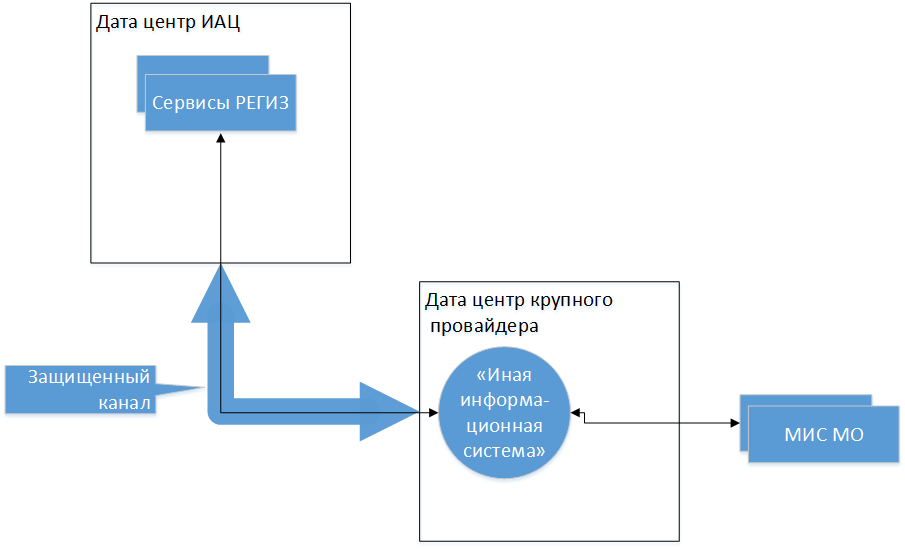 Дата центр ИАЦ
Сервисы РЕГИЗ
Дата центр крупного
провайдера
Защищенный
канал
«Иная
информа-
ционная
система»
МИС МО